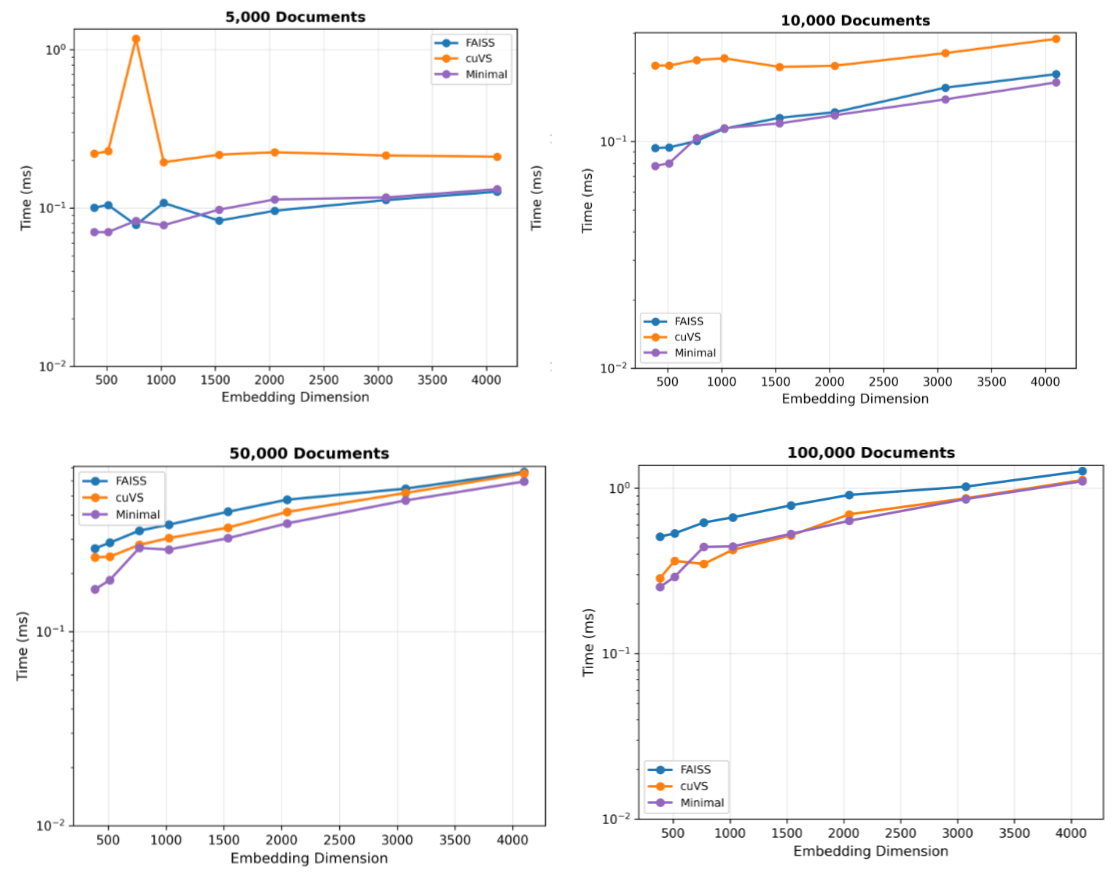 5,000 Documents
10⁰
10⁻¹
10⁻²
Time (ms)
FAISS
cuVS
Minimal
500 1000 1500 2000 2500 3000 3500 4000
Embedding Dimension
Time (ms)
10,000 Documents
10⁻¹
10⁻²
Time (ms)
FAISS
cuVS
Minimal
500 1000 1500 2000 2500 3000 3500 4000
Embedding Dimension
50,000 Documents
FAISS
cuVS
Minimal
10⁻¹
10⁻²
Time (ms)
500 1000 1500 2000 2500 3000 3500 4000
Embedding Dimension
100,000 Documents
10⁰
10⁻¹
10⁻²
Time (ms)
FAISS
cuVS
Minimal
500 1000 1500 2000 2500 3000 3500 4000
Embedding Dimension